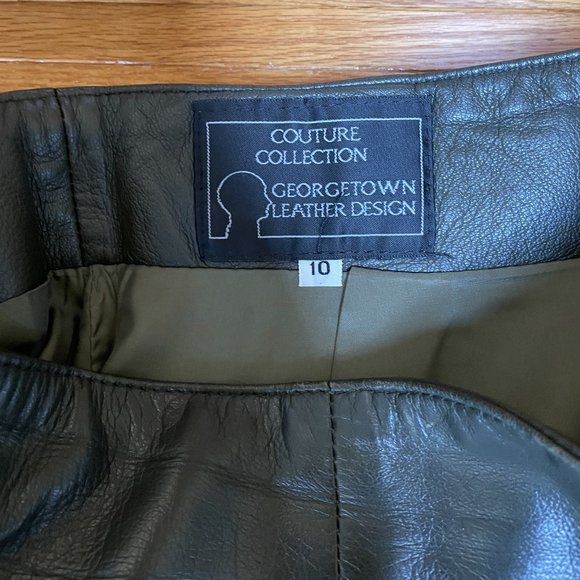 COUTURE
COLLECTION
GEORGETOWN
LEATHER DESIGN
10